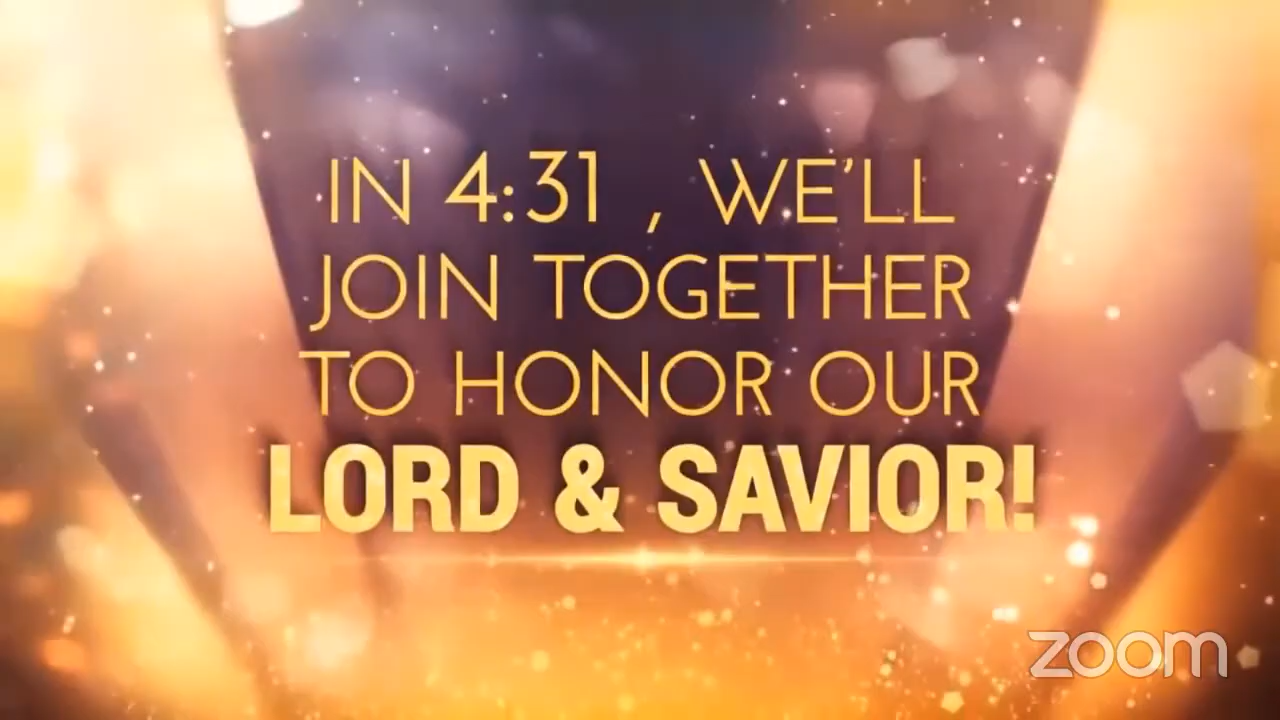 IN 4:31 , WE'LL
JOIN TOGETHER
TO HONOR OUR
LORD & SAVIOR!
zoom